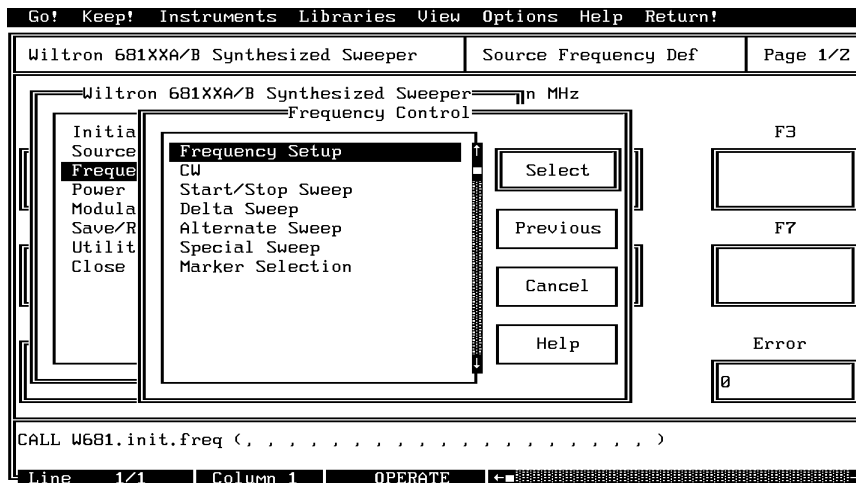 Go! Keep! Instruments Libraries View Options Help Return!
Wiltron 681XXA/B Synthesized Sweeper Source Frequency Def Page 1/2
Wiltron 681XXA/B Synthesized Sweeper n MHz
Frequency Control
Initia
Source
Freque
Power
Modula
Save/R
Utilit
Close
Frequency Setup
CW
Start/Stop Sweep
Delta Sweep
Alternate Sweep
Special Sweep
Marker Selection
Select
Previous
Cancel
Help
F3
F7
Error
0
CALL W681.init.freq (, , , , , , , , , , , , , , , , , , , )
Line 1/1 Column 1 OPERATE